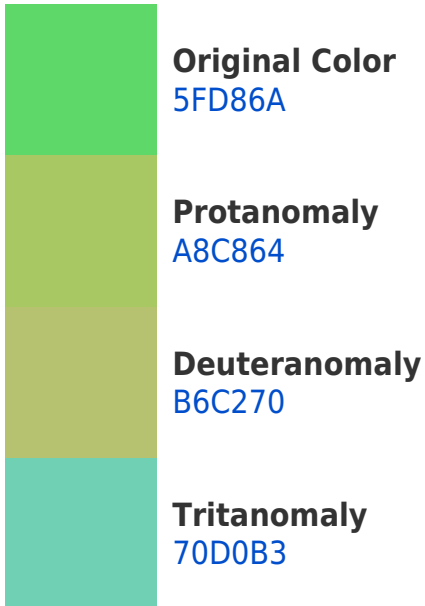 Original Color
5FD86A
Protanomaly
A8C864
Deuteranomaly
B6C270
Tritanomaly
70D0B3